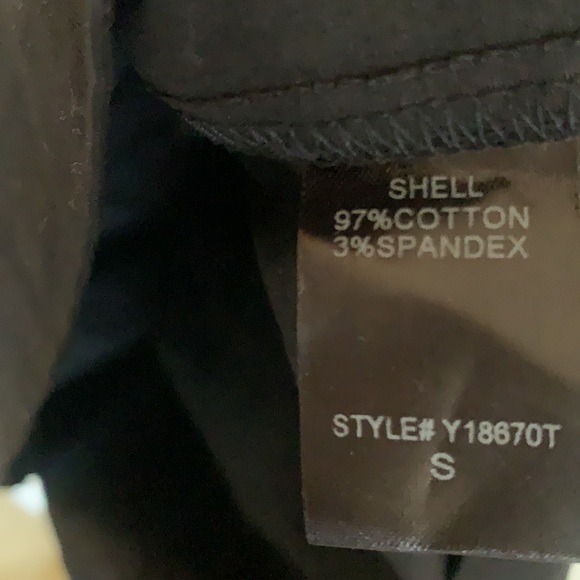 SHELL
97%COTTON
3%SPANDEX
STYLE# Y18670T
S